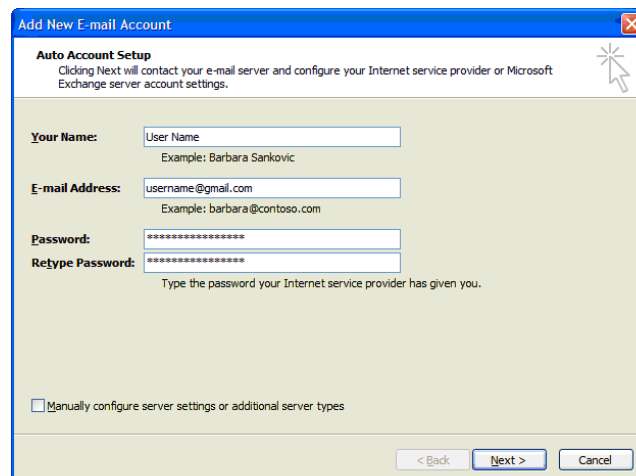 Add New E-mail Account
Auto Account Setup
Clicking Next will contact your e-mail server and configure your Internet service provider or Microsoft
Exchange server account settings.
Your Name: User Name
Example: Barbara Sankovic
E-mail Address: username@gmail.com
Example: barbara@contoso.com
Password: ****************
Retype Password: ****************
Type the password your Internet service provider has given you.
Manually configure server settings or additional server types
< Back Next > Cancel